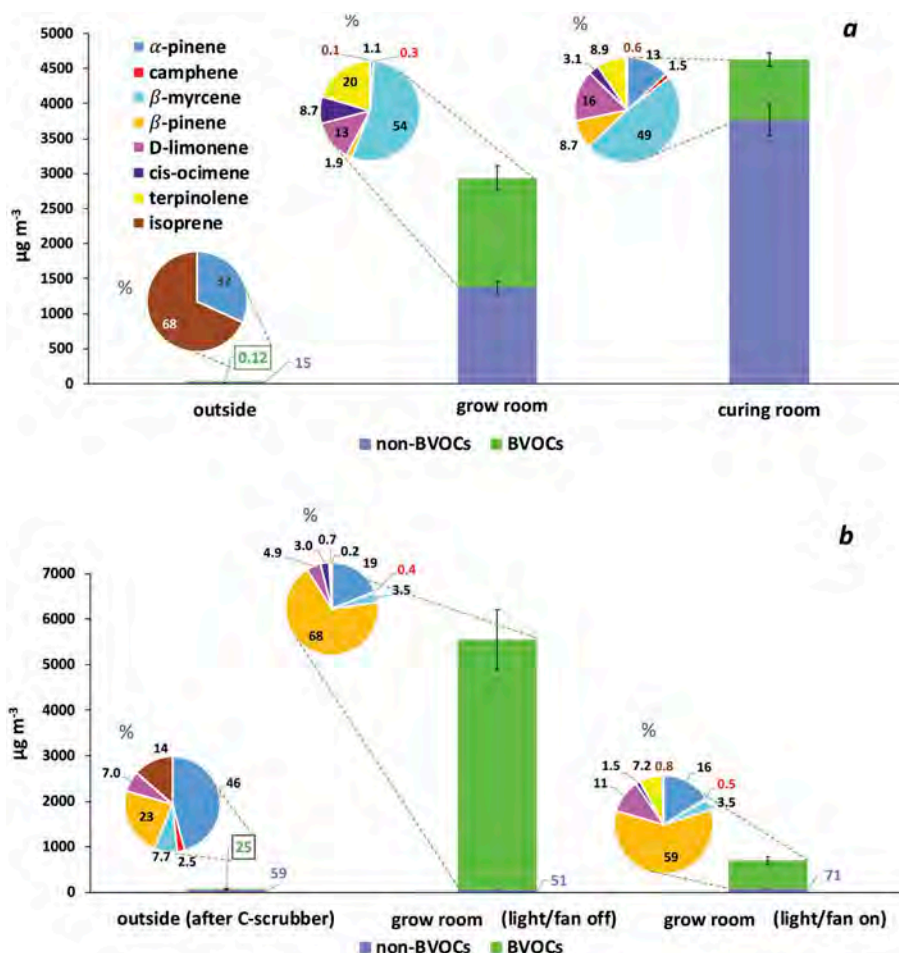 a
%
%
5000
4500
4000
3500
3000
2500
2000
1500
1000
500
0
µg m⁻³
α-pinene
camphene
β-myrcene
β-pinene
D-limonene
cis-ocimene
terpinolene
isoprene
0.1 1.1 0.3
20
8.7
54
13
1.9
8.9 0.6 13
3.1 1.5
16
49
8.7
%
32
68
0.12 15
outside grow room curing room
non-BVOCs BVOCs
b
%
7000
6000
5000
4000
3000
2000
1000
0
µg m⁻³
4.9 3.0 0.7 0.2 19 0.4
3.5
68
%
14
7.0 46
23
7.7 2.5
25
59
51
%
1.5 7.2 0.8 16
0.5
11 3.5
59
71
outside (after C-scrubber) grow room (light/fan off) grow room (light/fan on)
non-BVOCs BVOCs